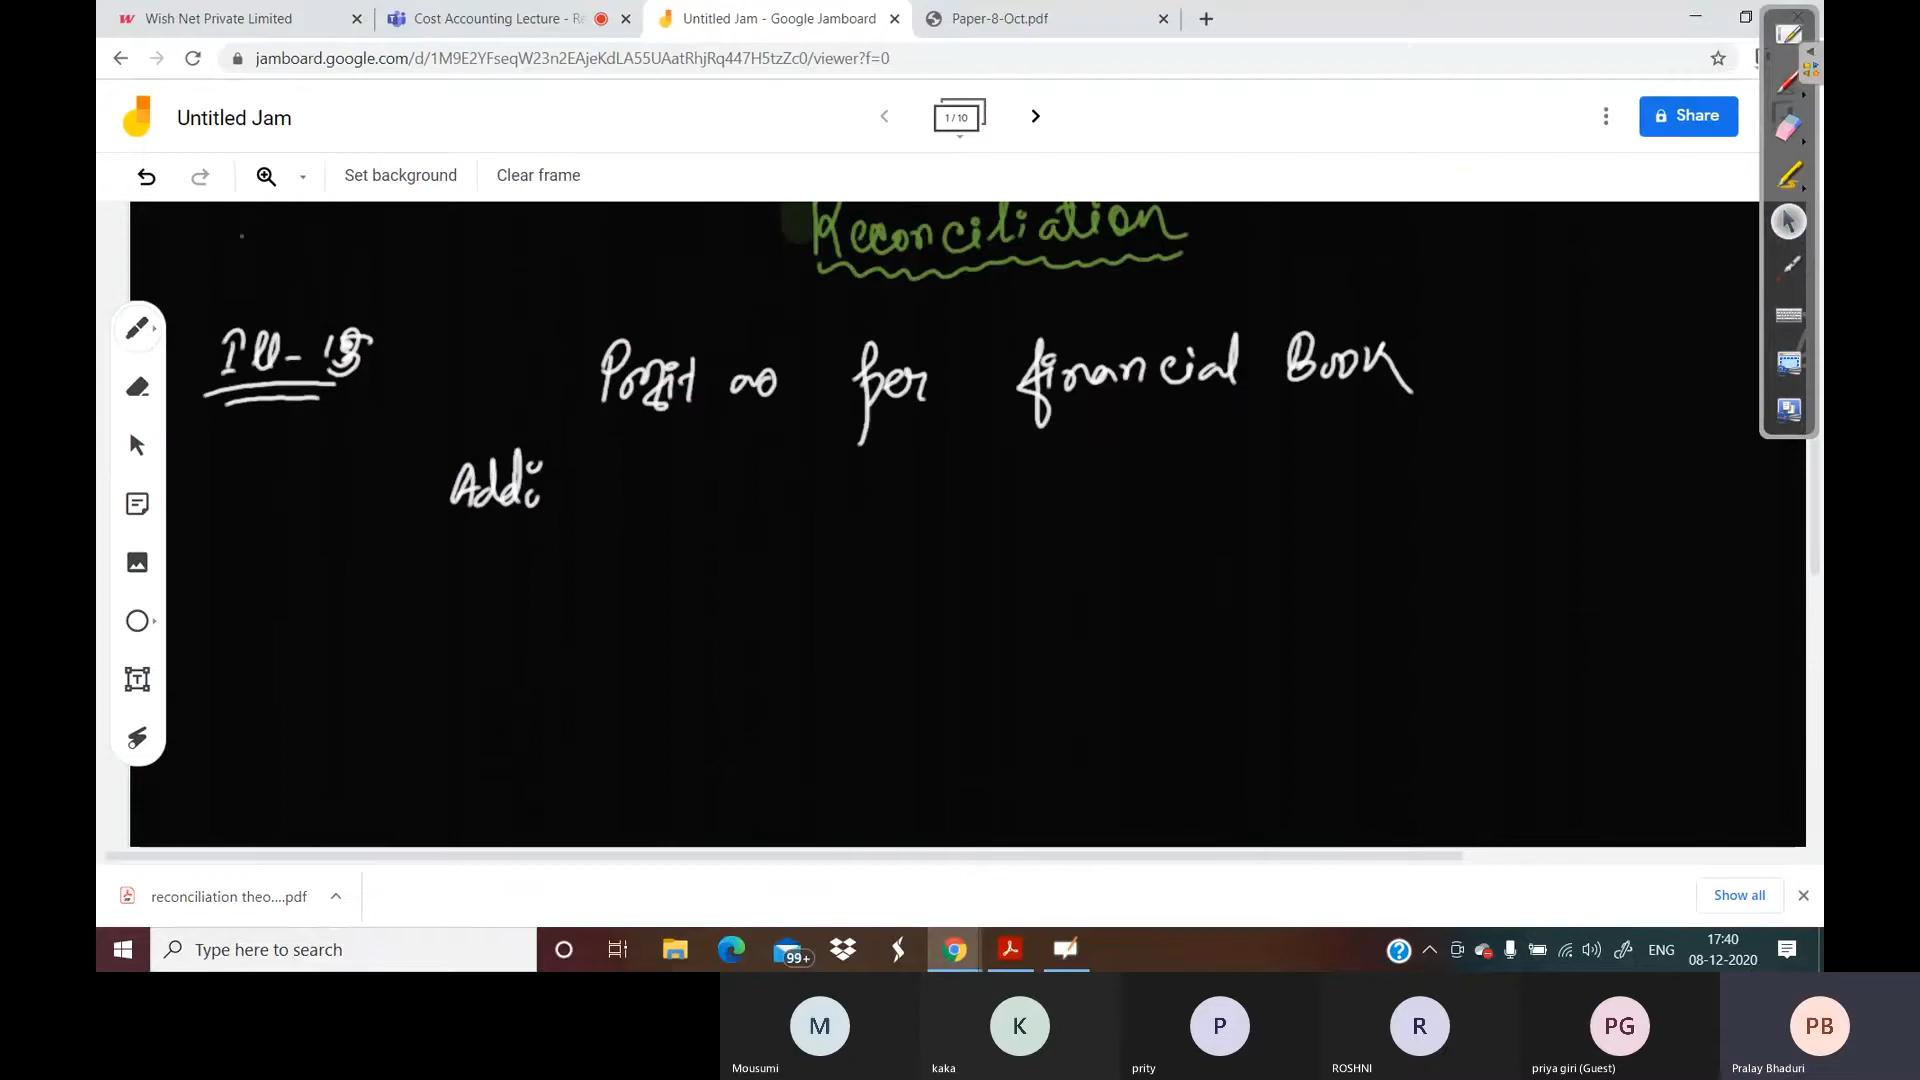 Wish Net Private Limited
Cost Accounting Lecture - Re
Untitled Jam - Google Jamboard
Paper-8-Oct.pdf
jamboard.google.com/d/1M9E2YFseqW23n2EAjeKdLA55UAatRhjRq447H5tzZc0/viewer?f=0
Untitled Jam
1 / 10
Share
Set background
Clear frame
Reconciliation
Profit as per financial Book
Add:
reconciliation theo....pdf
Show all
Type here to search
99+
ENG
17:40
08-12-2020
M
K
P
R
PG
PB
Mousumi
kaka
prity
ROSHNI
priya giri (Guest)
Pralay Bhaduri